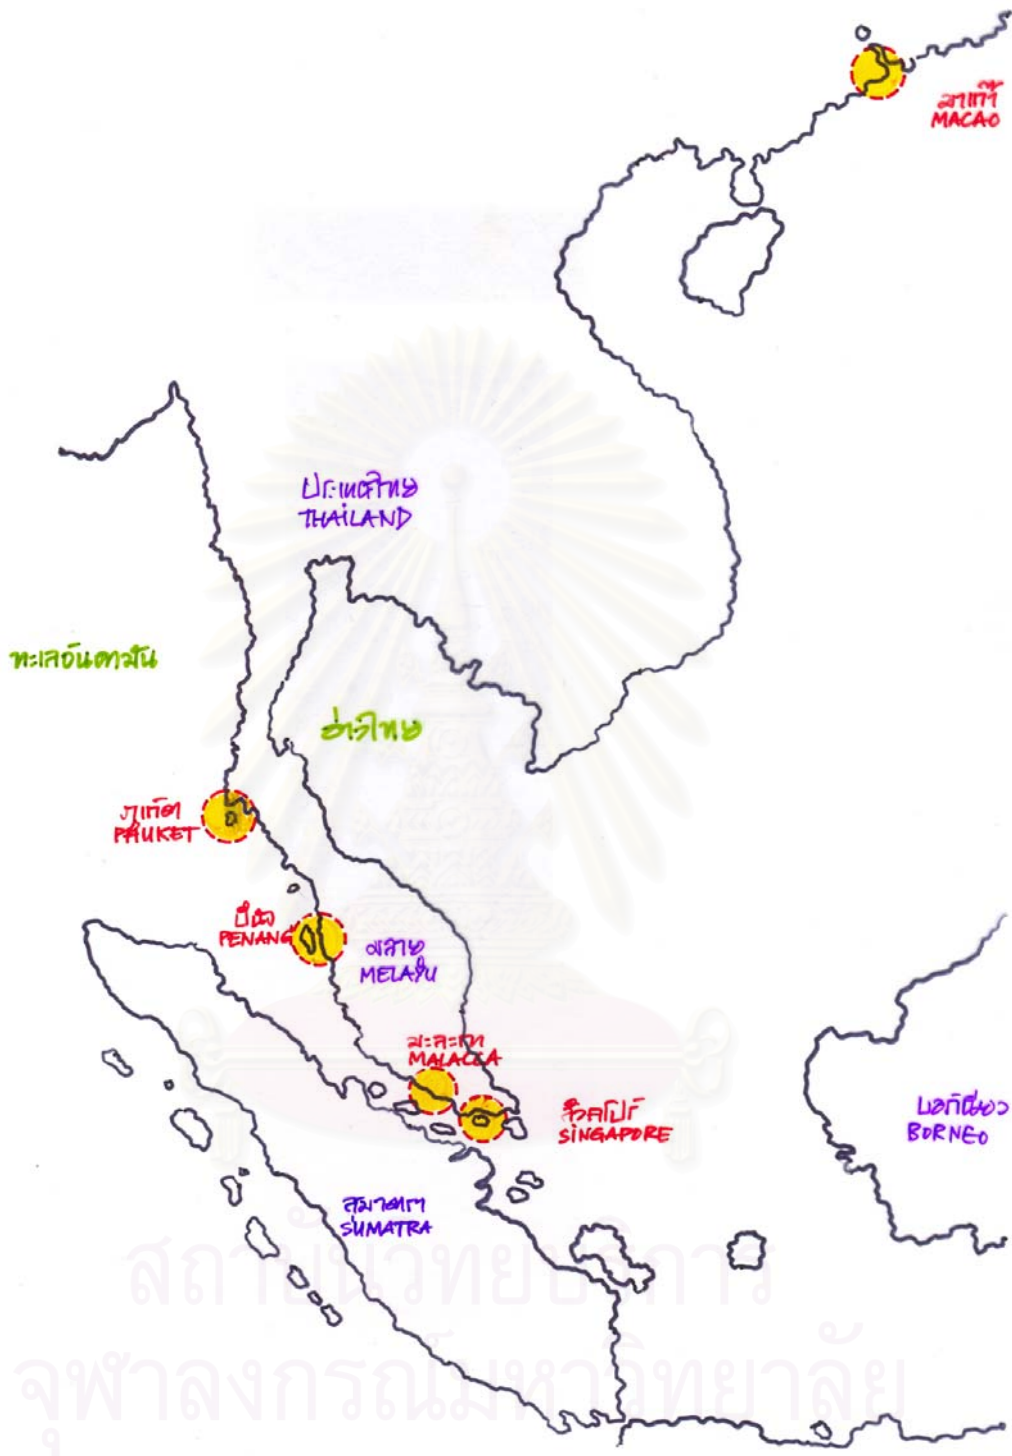 มาเก๊า
MACAO
ประเทศไทย
THAILAND
ทะเลอันดามัน
อ่าวไทย
ภูเก็ต
PHUKET
ปีนัง
PENANG
มลายู
MELAYU
มะละกา
MALACCA
สิงคโปร์
SINGAPORE
บอร์เนียว
BORNEO
สุมาตรา
SUMATRA
สถาบันวิทยบริการ
จุฬาลงกรณ์มหาวิทยาลัย